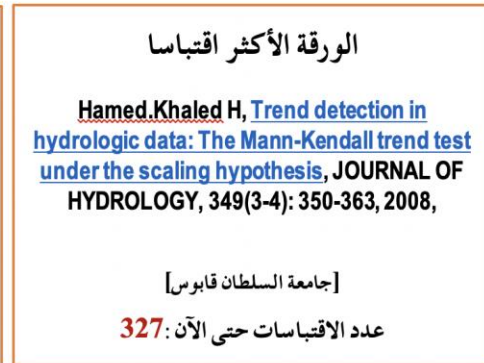 الورقة الأكثر اقتباسا
Hamed.Khaled H, Trend detection in
hydrologic data: The Mann-Kendall trend test
under the scaling hypothesis, JOURNAL OF
HYDROLOGY, 349(3-4): 350-363, 2008,
[جامعة السلطان قابوس]
عدد الاقتباسات حتى الآن :327